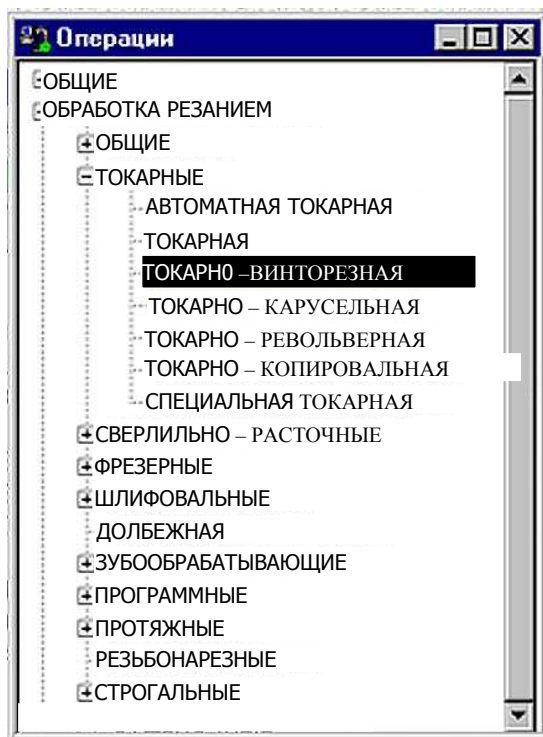 Операции
ОБЩИЕ
ОБРАБОТКА РЕЗАНИЕМ
ОБЩИЕ
ТОКАРНЫЕ
АВТОМАТНАЯ ТОКАРНАЯ
ТОКАРНАЯ
ТОКАРН0 –ВИНТОРЕЗНАЯ
ТОКАРНО – КАРУСЕЛЬНАЯ
ТОКАРНО – РЕВОЛЬВЕРНАЯ
ТОКАРНО – КОПИРОВАЛЬНАЯ
СПЕЦИАЛЬНАЯ ТОКАРНАЯ
СВЕРЛИЛЬНО – РАСТОЧНЫЕ
ФРЕЗЕРНЫЕ
ШЛИФОВАЛЬНЫЕ
ДОЛБЕЖНАЯ
ЗУБООБРАБАТЫВАЮЩИЕ
ПРОГРАММНЫЕ
ПРОТЯЖНЫЕ
РЕЗЬБОНАРЕЗНЫЕ
СТРОГАЛЬНЫЕ